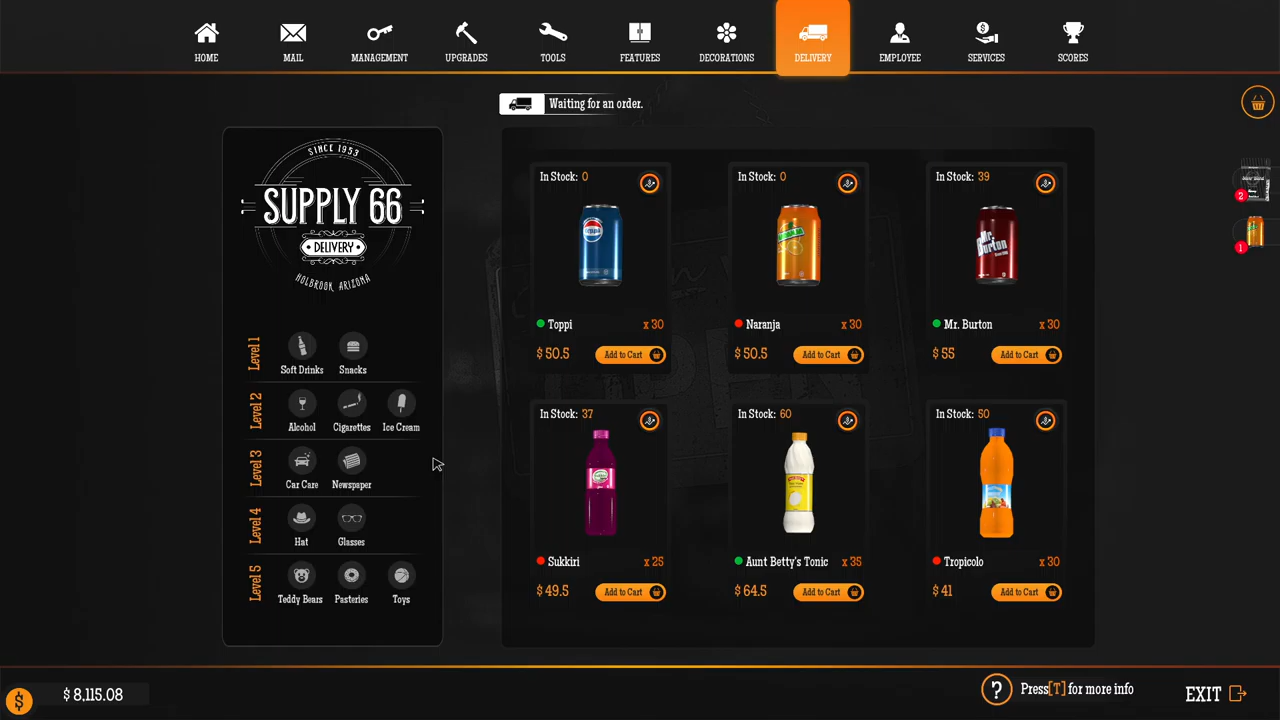 HOME
MAIL
MANAGEMENT
UPGRADES
TOOLS
FEATURES
DECORATIONS
DELIVERY
EMPLOYEE
SERVICES
SCORES
Waiting for an order.
SINCE 1953
SUPPLY 66
DELIVERY
HOLBROOK, ARIZONA
Level 1
Soft Drinks
Snacks
Level 2
Alcohol
Cigarettes
Ice Cream
Level 3
Car Care
Newspaper
Level 4
Hat
Glasses
Level 5
Teddy Bears
Pasteries
Toys
In Stock: 0
Toppi x 30
$ 50.5 Add to Cart
In Stock: 0
Naranja x 30
$ 50.5 Add to Cart
In Stock: 39
Mr. Burton
Mr. Burton x 30
$ 55 Add to Cart
In Stock: 37
Sukkiri x 25
$ 49.5 Add to Cart
In Stock: 60
Aunt Betty's Tonic x 35
$ 64.5 Add to Cart
In Stock: 50
Tropicolo x 30
$ 41 Add to Cart
2
1
$ $ 8,115.08
? Press[T] for more info
EXIT